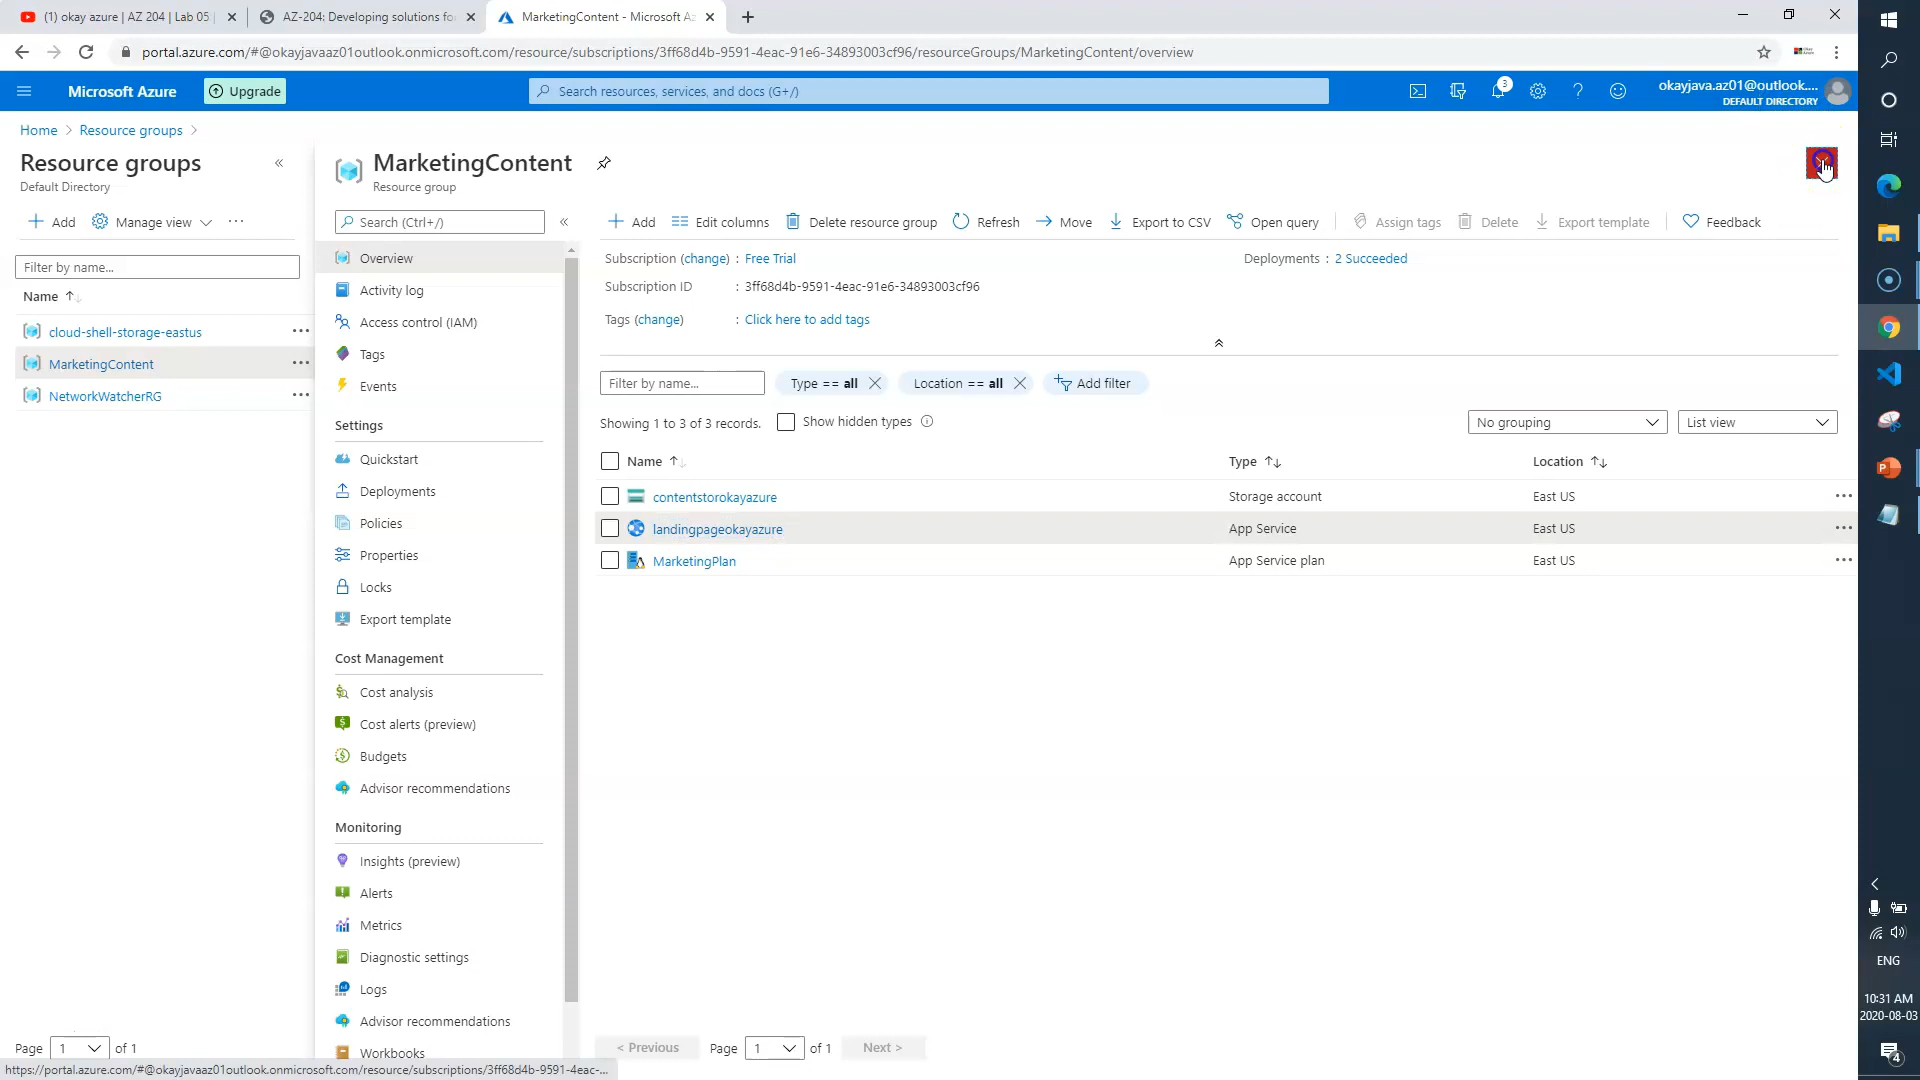 (1) okay azure | AZ 204 | Lab 05
AZ-204: Developing solutions fo
MarketingContent - Microsoft Az
portal.azure.com/#@okayjavaaz01outlook.onmicrosoft.com/resource/subscriptions/3ff68d4b-9591-4eac-91e6-34893003cf96/resourceGroups/MarketingContent/overview
Microsoft Azure
Upgrade
Search resources, services, and docs (G+/)
3
okayjava.az01@outlook....
DEFAULT DIRECTORY
Home > Resource groups >
Resource groups
Default Directory
Add
Manage view
Filter by name...
Name
cloud-shell-storage-eastus
MarketingContent
NetworkWatcherRG
Page 1 of 1
MarketingContent
Resource group
Search (Ctrl+/)
Overview
Activity log
Access control (IAM)
Tags
Events
Settings
Quickstart
Deployments
Policies
Properties
Locks
Export template
Cost Management
Cost analysis
Cost alerts (preview)
Budgets
Advisor recommendations
Monitoring
Insights (preview)
Alerts
Metrics
Diagnostic settings
Logs
Advisor recommendations
Workbooks
Add
Edit columns
Delete resource group
Refresh
Move
Export to CSV
Open query
Assign tags
Delete
Export template
Feedback
Subscription (change) : Free Trial
Deployments : 2 Succeeded
Subscription ID : 3ff68d4b-9591-4eac-91e6-34893003cf96
Tags (change) : Click here to add tags
Filter by name...
Type == all
Location == all
Add filter
Showing 1 to 3 of 3 records.
Show hidden types
No grouping
List view
Name Type Location
contentstorokayazure Storage account East US
landingpageokayazure App Service East US
MarketingPlan App Service plan East US
< Previous Page 1 of 1 Next >
https://portal.azure.com/#@okayjavaaz01outlook.onmicrosoft.com/resource/subscriptions/3ff68d4b-9591-4eac-...
ENG
10:31 AM
2020-08-03
4